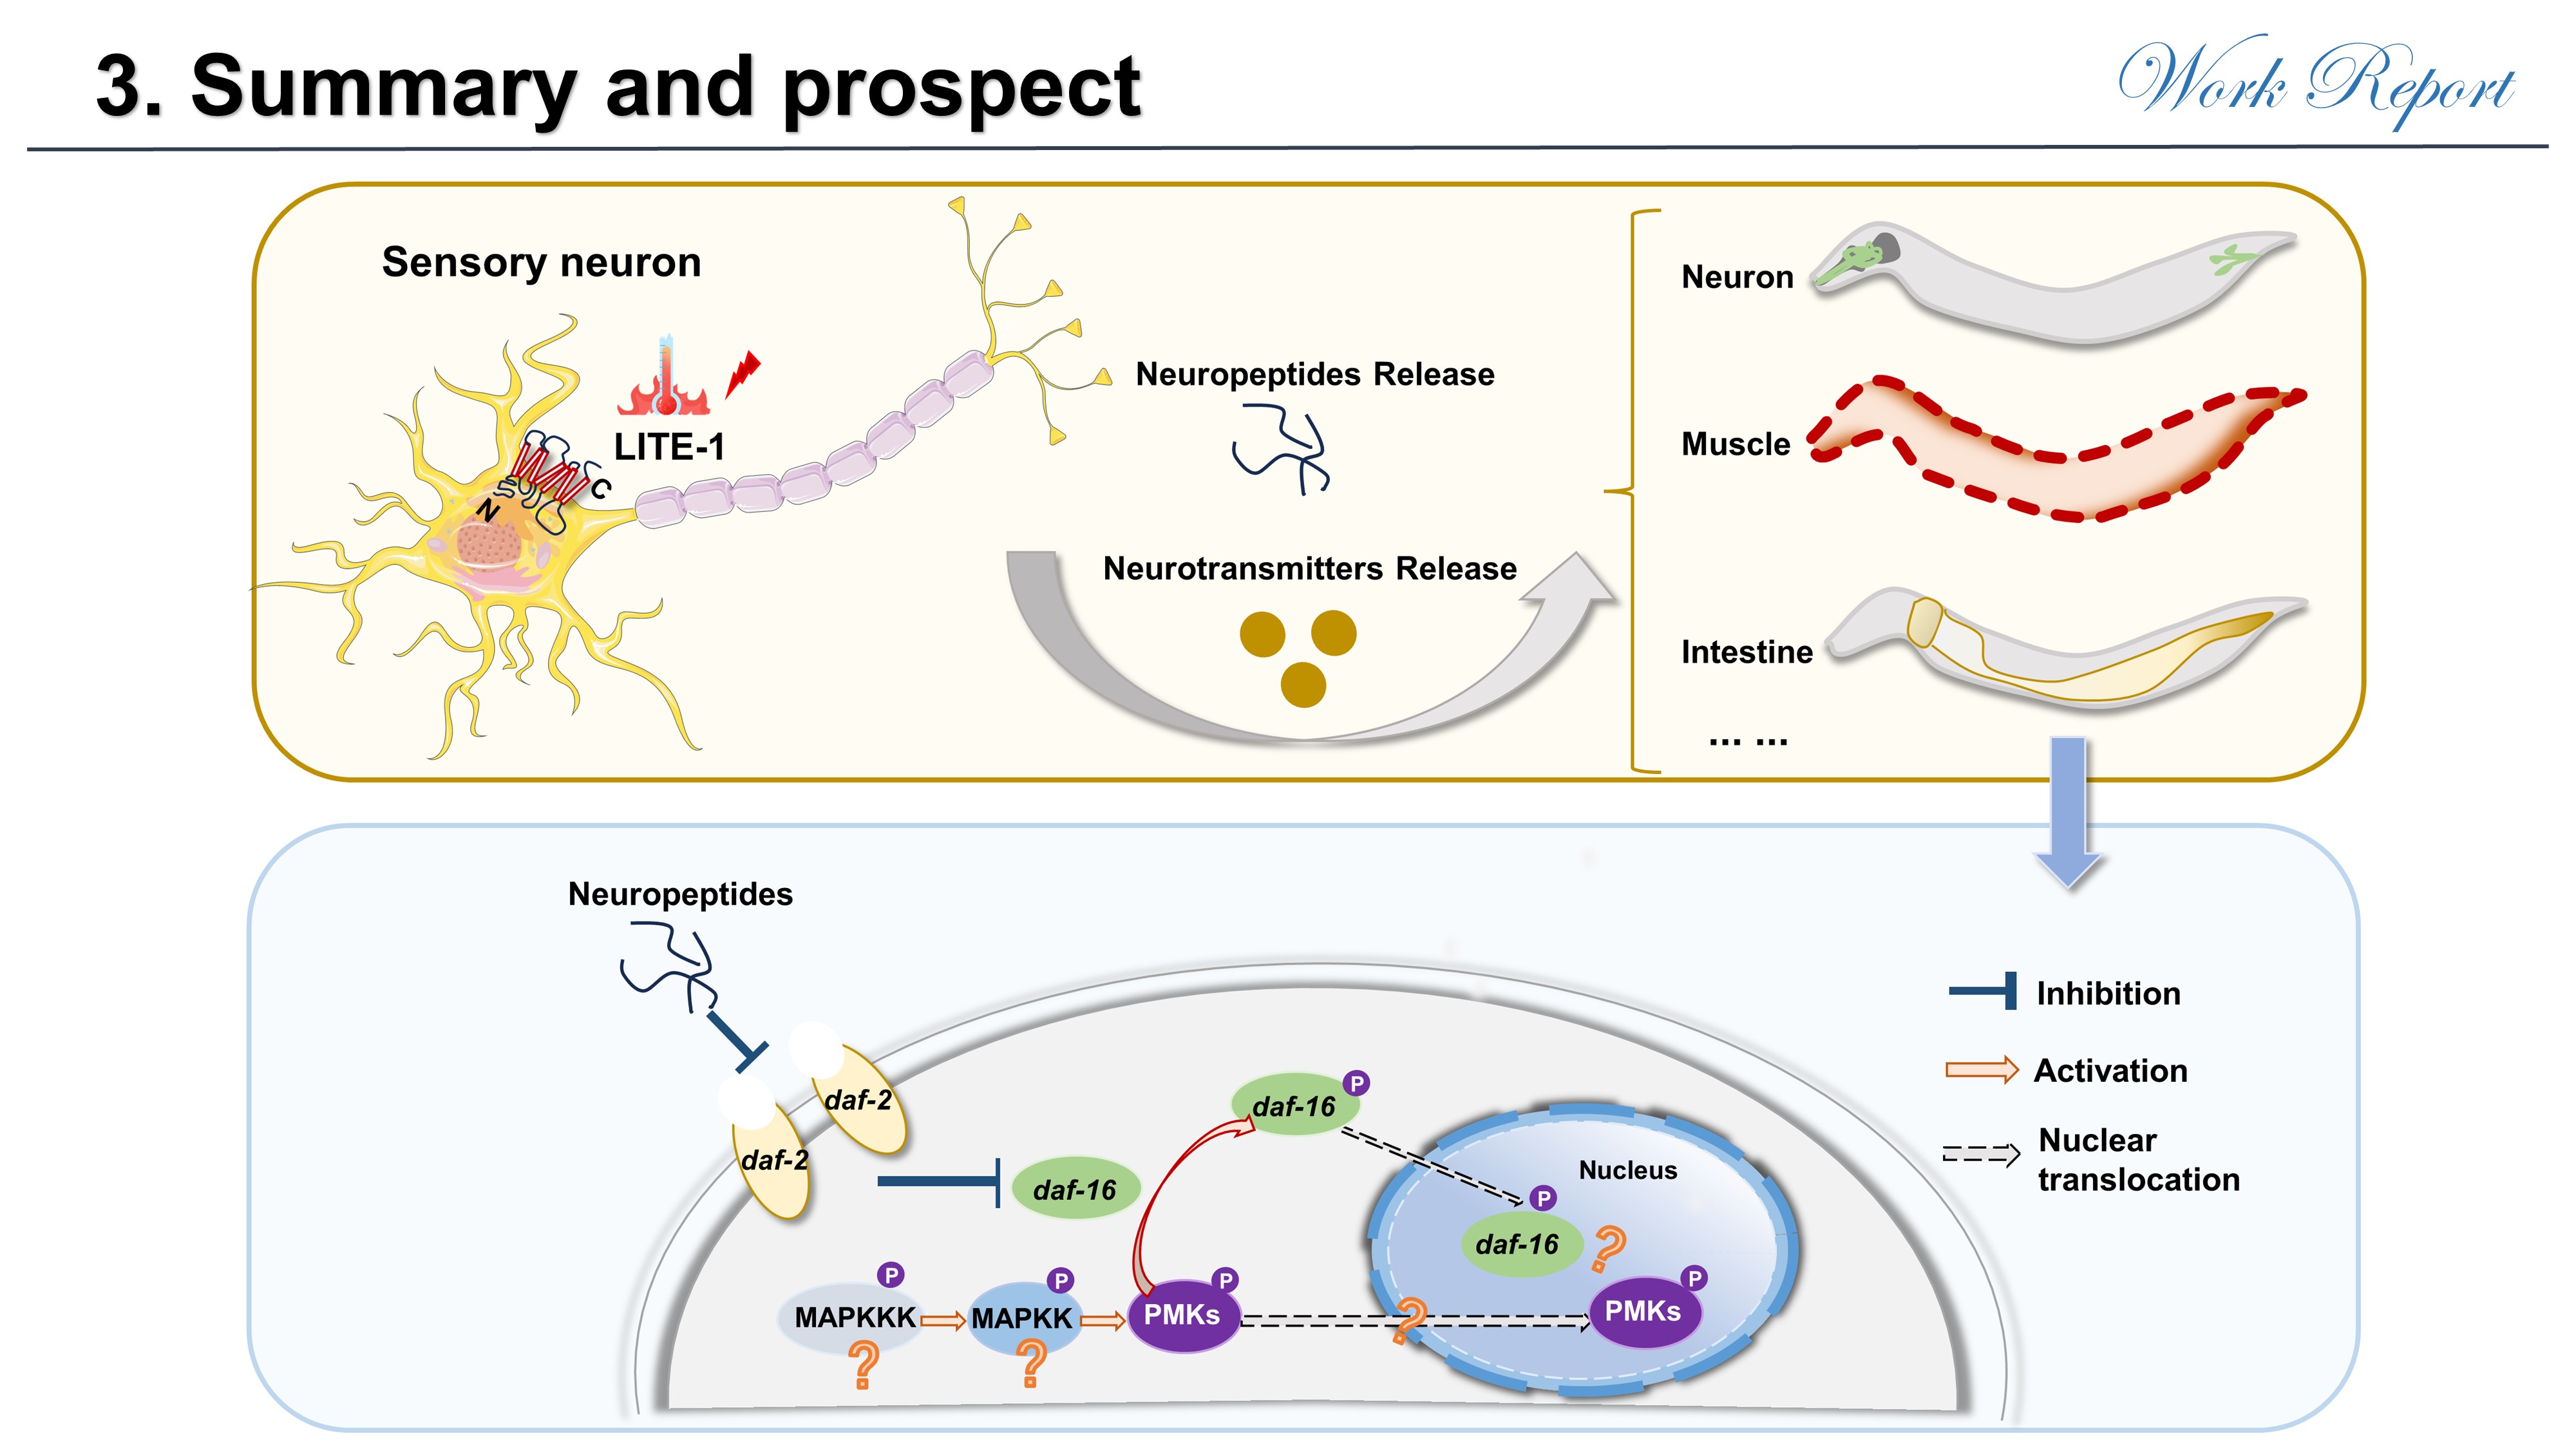 3. Summary and prospect
Work Report
Sensory neuron
LITE-1
C
N
Neuropeptides Release
Neurotransmitters Release
Neuron
Muscle
Intestine
... ...
Neuropeptides
daf-2
daf-2
daf-16
P
daf-16
Nucleus
P
daf-16
?
P
MAPKKK
?
P
MAPKK
?
P
PMKs
?
P
PMKs
Inhibition
Activation
Nuclear
translocation